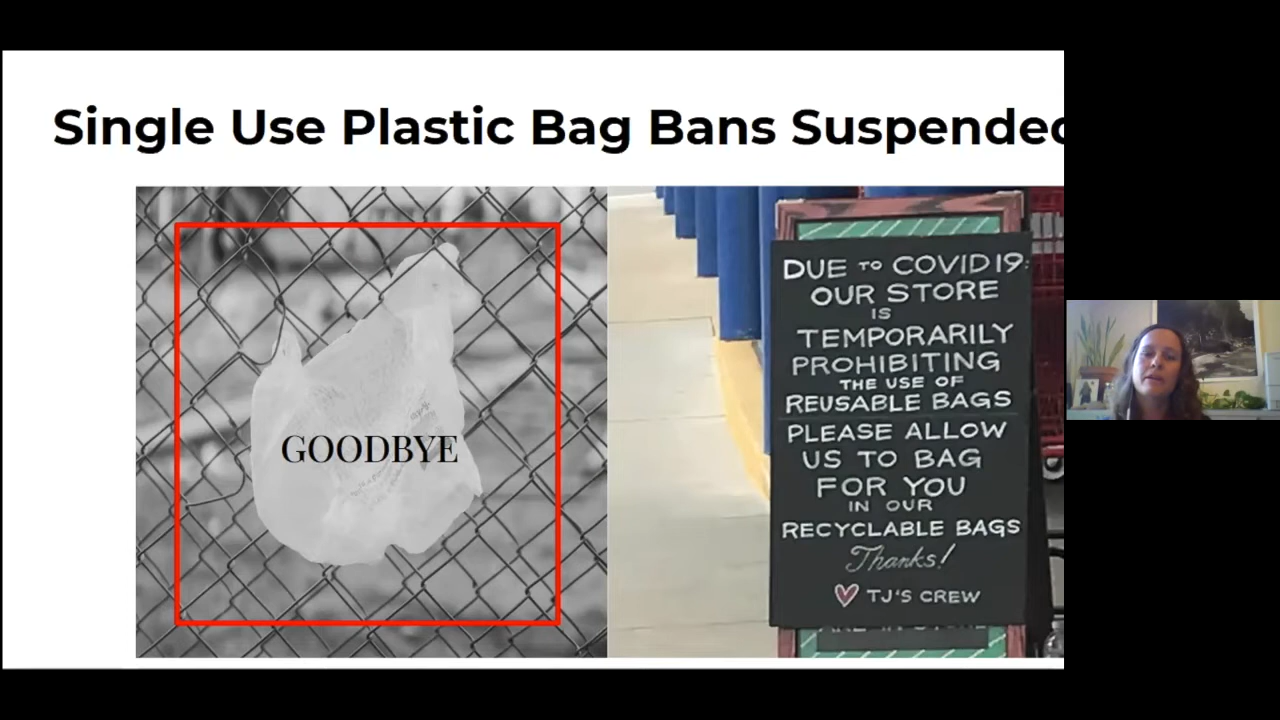 Single Use Plastic Bag Bans Suspended
GOODBYE
DUE TO COVID19:
OUR STORE
IS
TEMPORARILY
PROHIBITING
THE USE OF
REUSABLE BAGS
PLEASE ALLOW
US TO BAG
FOR YOU
IN OUR
RECYCLABLE BAGS
Thanks!
TJ'S CREW